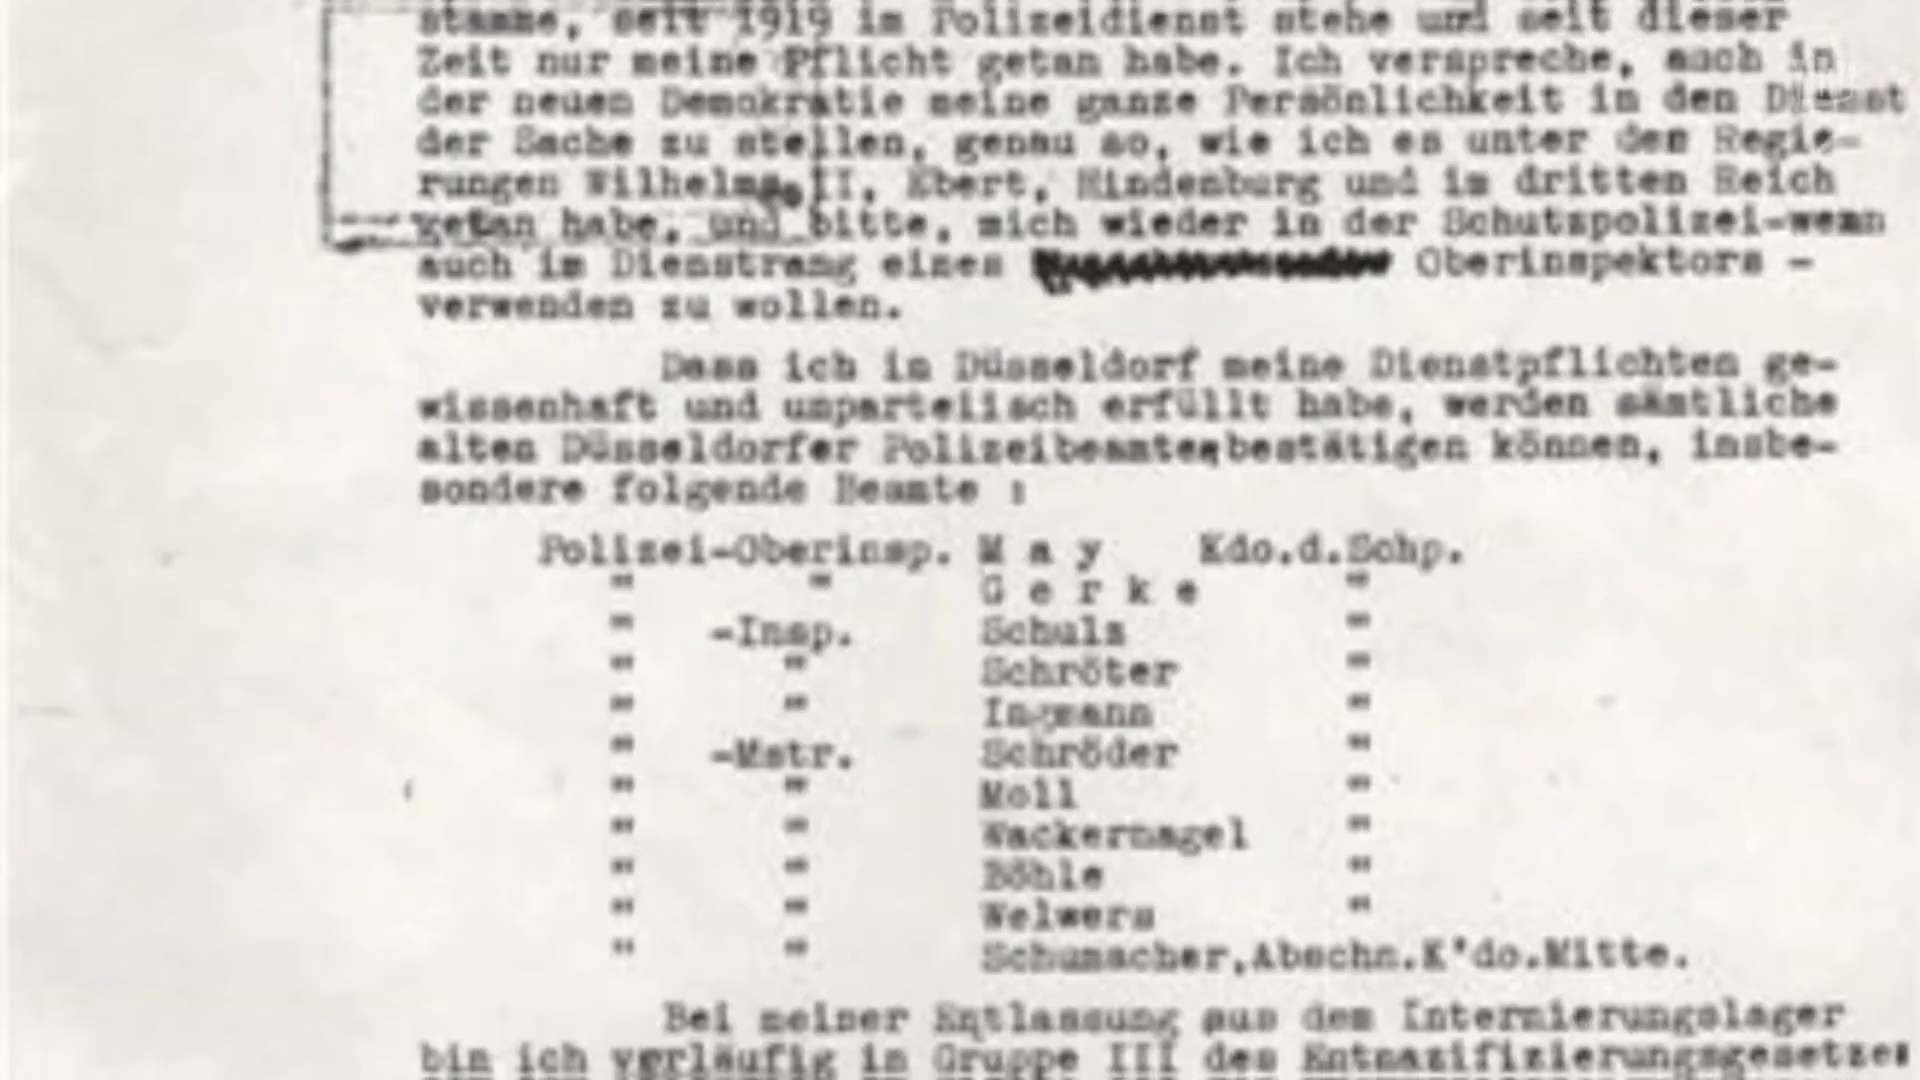 stamme, seit 1919 im Polizeidienst stehe und seit dieser
Zeit nur meine Pflicht getan habe. Ich verspreche, auch in
der neuen Demokratie meine ganze Persönlichkeit in den Dienst
der Sache zu stellen, genau so, wie ich es unter den Regie-
rungen Wilhelms II, Ebert, Hindenburg und im dritten Reich
getan habe, und bitte, mich wieder in der Schutzpolizei-wenn
auch im Dienstrang eines Oberinspektors -
verwenden zu wollen.
Dass ich in Düsseldorf meine Dienstpflichten ge-
wissenhaft und unparteiisch erfüllt habe, werden sämtliche
alten Düsseldorfer Polizeibeamten bestätigen können, insbe-
sondere folgende Beamte :
Polizei-Oberinsp. M a y Kdo.d.Schp.
" " G e r k e "
" -Insp. Schulz "
" " Schröter "
" " Ingmann "
" -Mstr. Schröder "
" " Moll "
" " Wackernagel "
" " Böhle "
" " Welwers "
" " Schumacher,Abschn.K'do.Mitte.
Bei meiner Entlassung aus dem Internierungslager
bin ich vorläufig in Gruppe III des Entnazifizierungsgesetzes